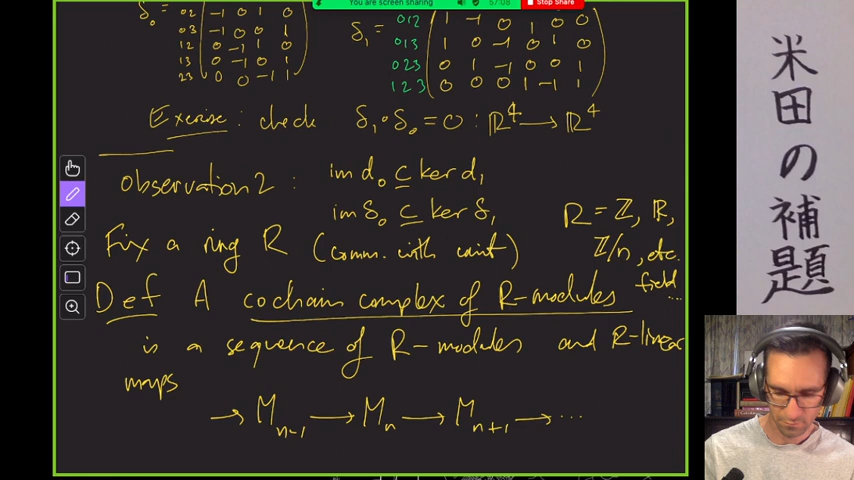 You are screen sharing 57:08 Stop Share
δ₀ = 02 ( -1 0 1 0
03 -1 0 0 1
12 0 -1 1 0
13 0 -1 0 1
23 0 0 -1 1 )
δ₁ = 012 ( 1 -1 0 1 0 0
013 1 0 -1 0 1 0
023 0 1 -1 0 0 1
123 0 0 0 1 -1 1 )
Exercise: check δ₁∘δ₀ = 0 : ℝ⁴ → ℝ⁴
Observation 2 : im d₀ ⊆ ker d₁
im δ₀ ⊆ ker δ₁
Fix a ring R (comm. with unit)
R = ℤ, ℝ,
ℤ/n, etc.
field ...
Def A cochain complex of R-modules
is a sequence of R-modules and R-linear
maps
→ M_{n-1} → M_n → M_{n+1} → ...
米田の補題